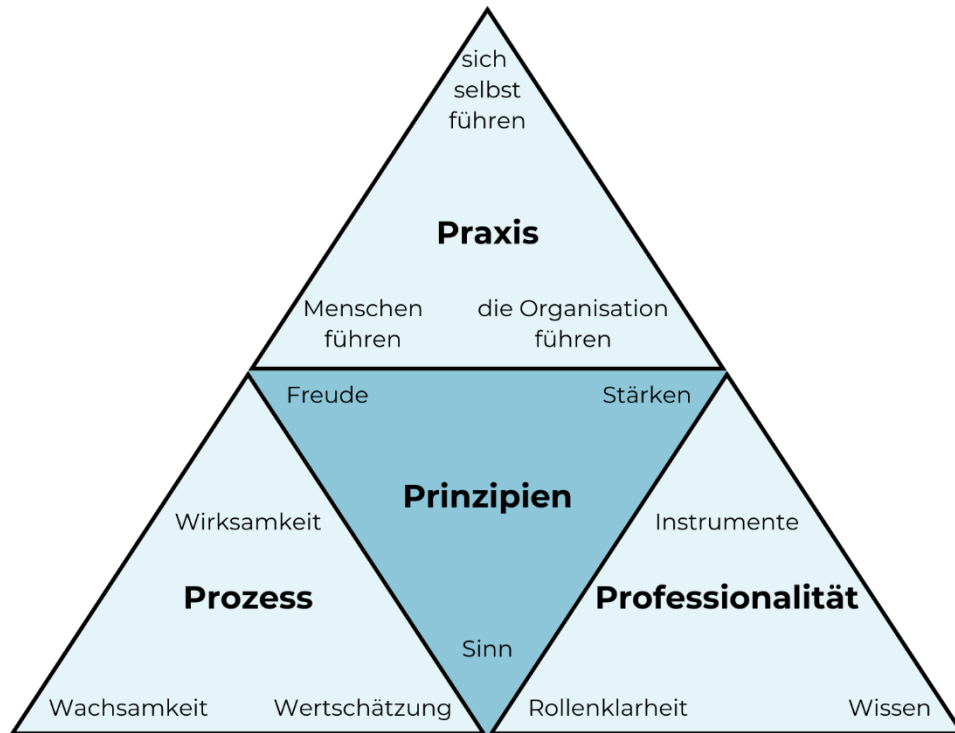 sich
selbst
führen
Praxis
Menschen
führen
die Organisation
führen
Freude
Stärken
Prinzipien
Wirksamkeit
Instrumente
Prozess
Professionalität
Sinn
Wachsamkeit
Wertschätzung
Rollenklarheit
Wissen